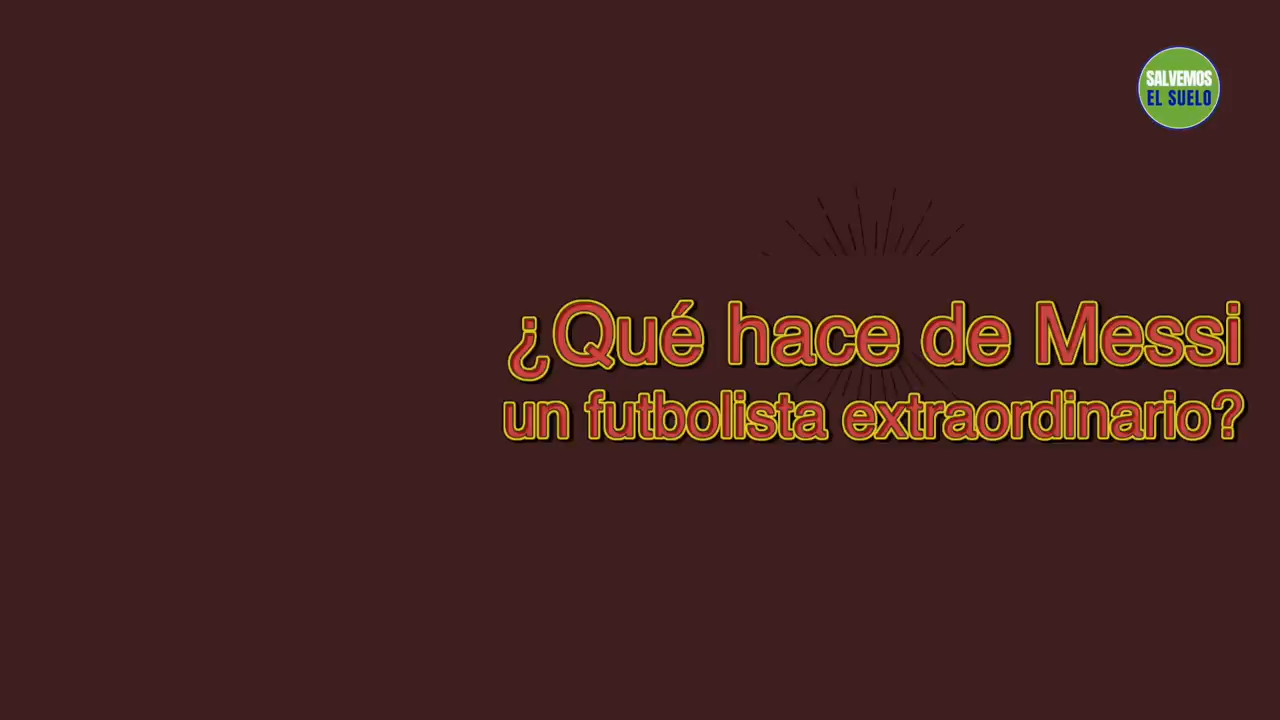 SALVEMOS
EL SUELO
¿Qué hace de Messi
un futbolista extraordinario?